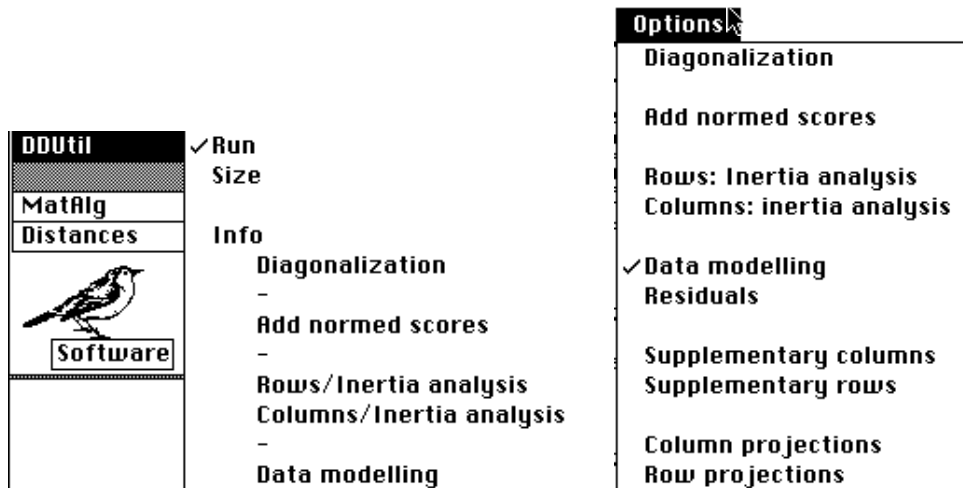 DDUtil
MatAlg
Distances
Software
Run
Size
Info
Diagonalization
-
Add normed scores
-
Rows/Inertia analysis
Columns/Inertia analysis
-
Data modelling
Options
Diagonalization
Add normed scores
Rows: Inertia analysis
Columns: inertia analysis
Data modelling
Residuals
Supplementary columns
Supplementary rows
Column projections
Row projections